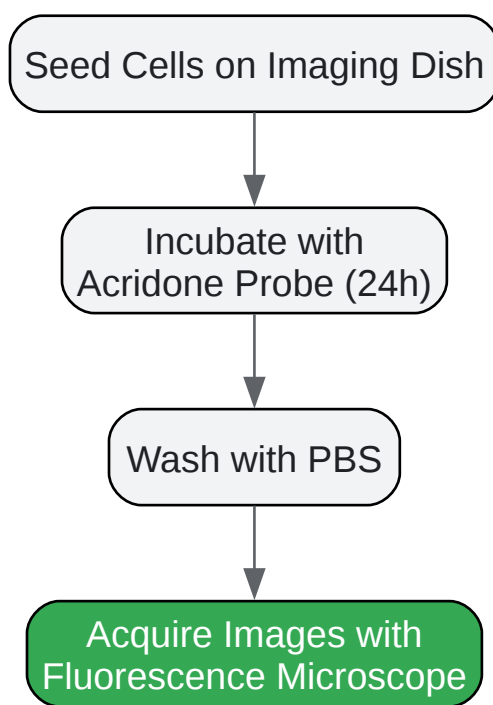 Seed Cells on Imaging Dish
Incubate with
Acridone Probe (24h)
Wash with PBS
Acquire Images with
Fluorescence Microscope